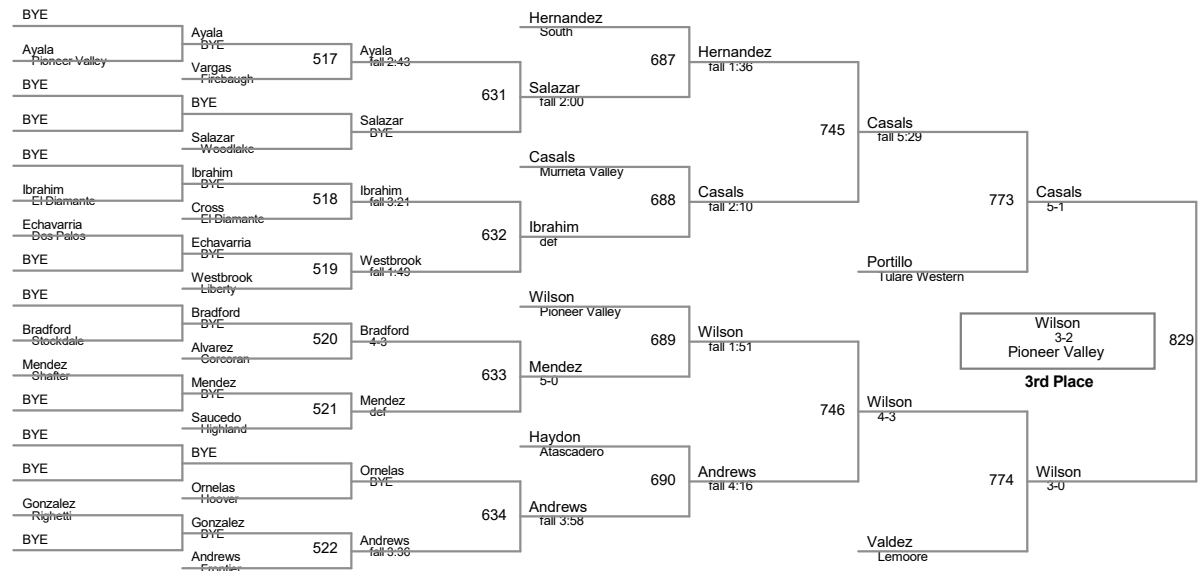 BYE
Ayala
Pioneer Valley
BYE
BYE
BYE
Ibrahim
El Diamante
Echavarria
Dos Palos
BYE
BYE
Bradford
Stockdale
Mendez
Shafter
BYE
BYE
BYE
Gonzalez
Righetti
BYE
Ayala
BYE
Vargas
Firebaugh
517
BYE
Salazar
Woodlake
Ibrahim
BYE
Cross
El Diamante
518
Echavarria
BYE
Westbrook
Liberty
519
Bradford
BYE
Alvarez
Corcoran
520
Mendez
BYE
Saucedo
Highland
521
BYE
Ornelas
Hoover
Gonzalez
BYE
Andrews
Frontier
522
Ayala
fall 2:43
Salazar
BYE
631
Ibrahim
fall 3:21
Westbrook
fall 1:49
632
Bradford
4-3
Mendez
def
633
Ornelas
BYE
Andrews
fall 3:36
634
Hernandez
South
Salazar
fall 2:00
687
Casals
Murrieta Valley
Ibrahim
def
688
Wilson
Pioneer Valley
Mendez
5-0
689
Haydon
Atascadero
Andrews
fall 3:58
690
Hernandez
fall 1:36
Casals
fall 2:10
745
Wilson
fall 1:51
Andrews
fall 4:16
746
Casals
fall 5:29
Portillo
Tulare Western
773
Wilson
4-3
Valdez
Lemoore
774
Casals
5-1
Wilson
3-0
829
Wilson
3-2
Pioneer Valley
3rd Place